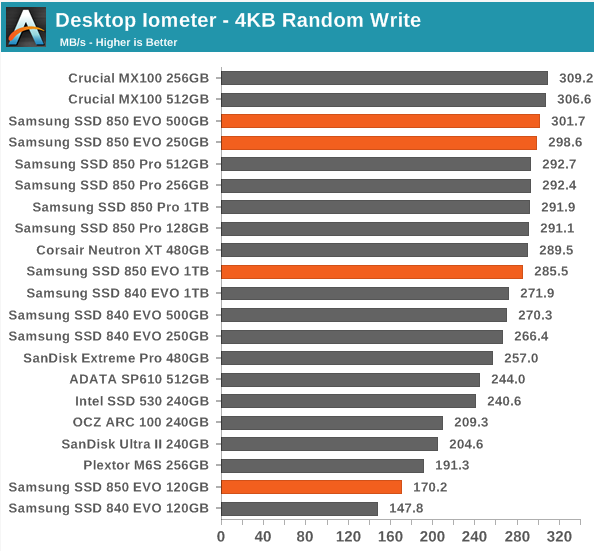 Desktop Iometer - 4KB Random Write
MB/s - Higher is Better
Crucial MX100 256GB 309.2
Crucial MX100 512GB 306.6
Samsung SSD 850 EVO 500GB 301.7
Samsung SSD 850 EVO 250GB 298.6
Samsung SSD 850 Pro 512GB 292.7
Samsung SSD 850 Pro 256GB 292.4
Samsung SSD 850 Pro 1TB 291.9
Samsung SSD 850 Pro 128GB 291.1
Corsair Neutron XT 480GB 289.5
Samsung SSD 850 EVO 1TB 285.5
Samsung SSD 840 EVO 1TB 271.9
Samsung SSD 840 EVO 500GB 270.3
Samsung SSD 840 EVO 250GB 266.4
SanDisk Extreme Pro 480GB 257.0
ADATA SP610 512GB 244.0
Intel SSD 530 240GB 240.6
OCZ ARC 100 240GB 209.3
SanDisk Ultra II 240GB 204.6
Plextor M6S 256GB 191.3
Samsung SSD 850 EVO 120GB 170.2
Samsung SSD 840 EVO 120GB 147.8
0 40 80 120 160 200 240 280 320